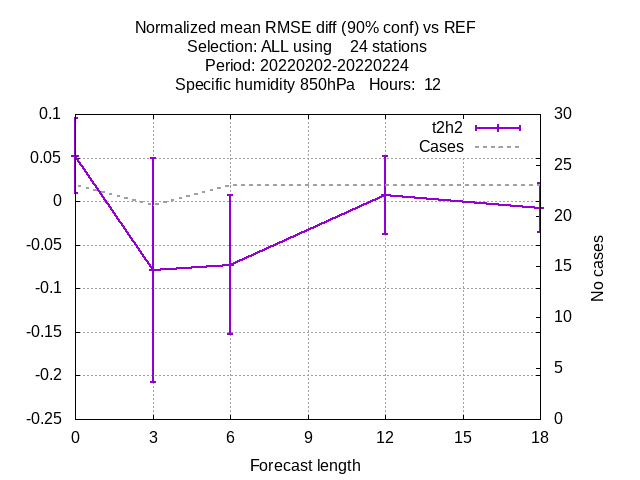 Normalized mean RMSE diff (90% conf) vs REF
Selection: ALL using    24 stations
Period: 20220202-20220224
Specific humidity 850hPa   Hours:  12
t2h2
Cases
0.1
0.05
0
-0.05
-0.1
-0.15
-0.2
-0.25
30
25
20
15
10
5
0
No cases
0 3 6 9 12 15 18
Forecast length